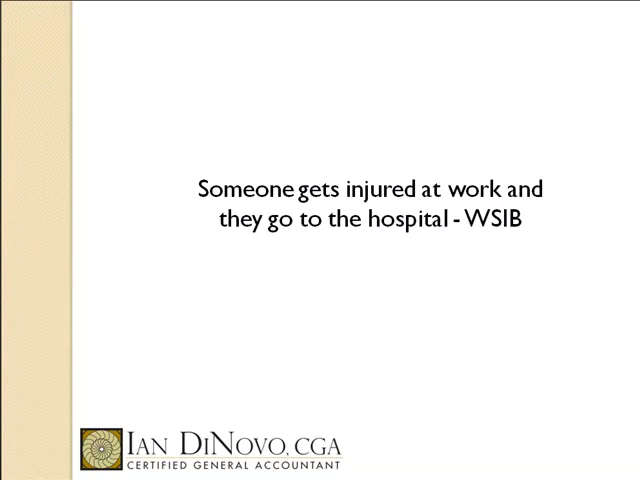 Someone gets injured at work and
they go to the hospital - WSIB
IAN DINOVO, CGA
CERTIFIED GENERAL ACCOUNTANT